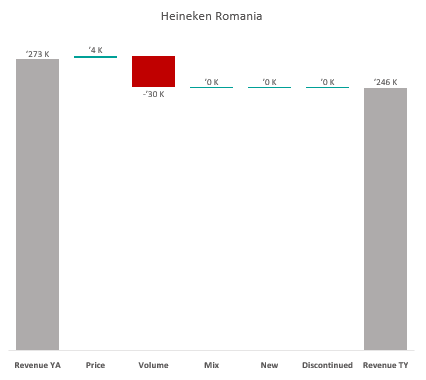 Heineken Romania
‘273 K
‘4 K
-‘30 K
‘0 K
‘0 K
‘0 K
‘246 K
Revenue YA Price Volume Mix New Discontinued Revenue TY